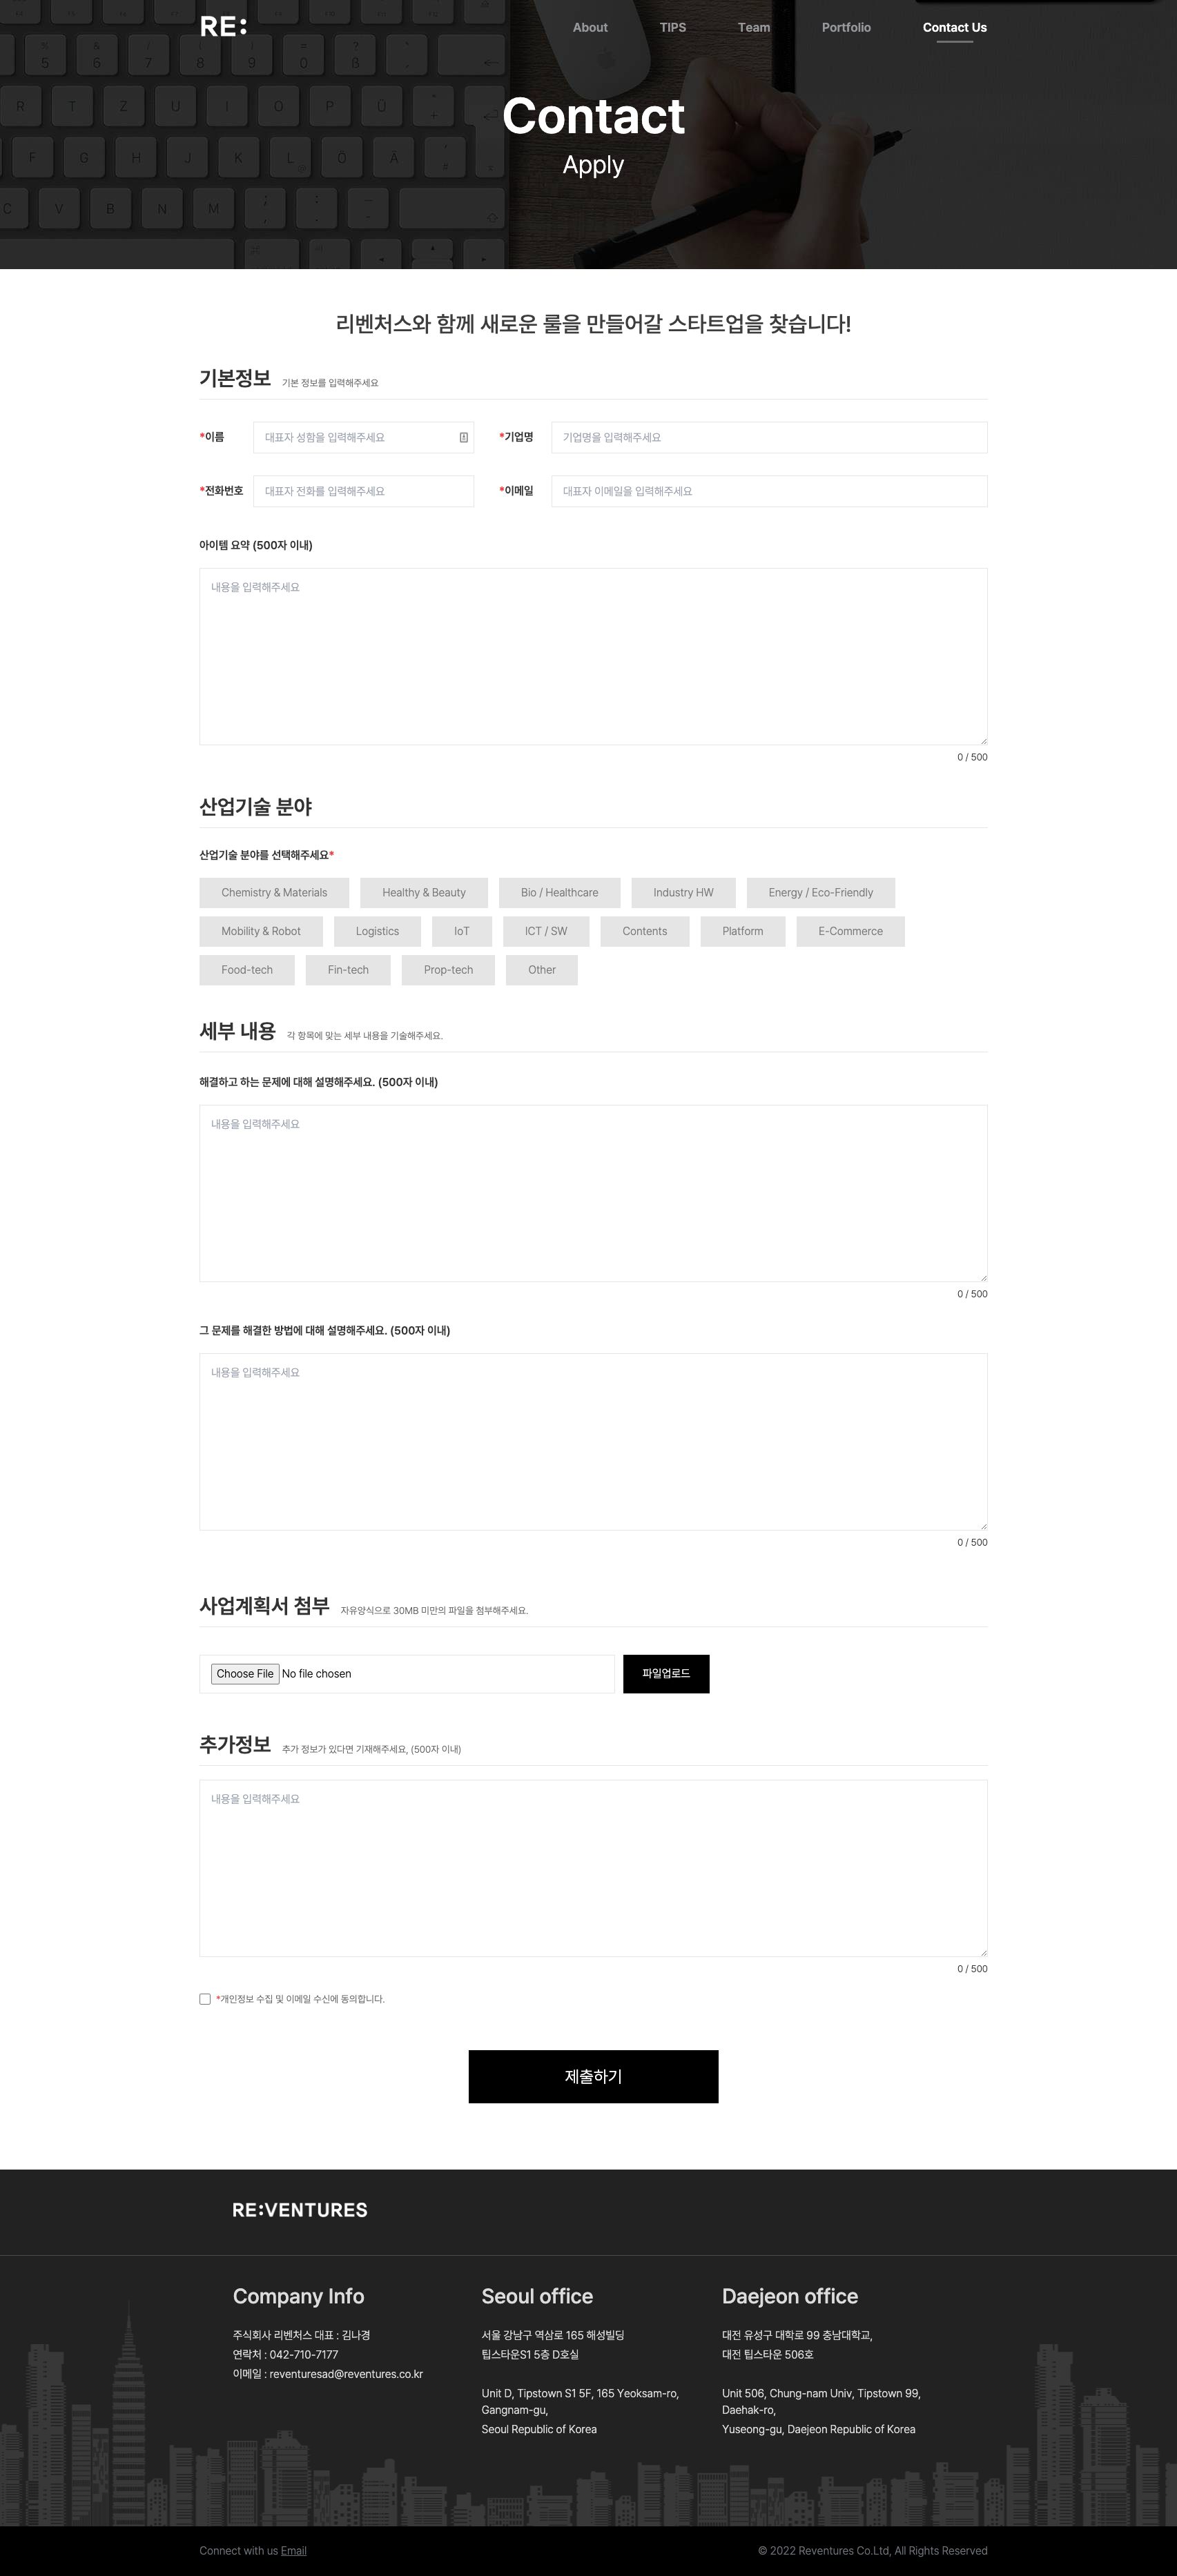 RE:
About TIPS Team Portfolio Contact Us
Contact
Apply
리벤처스와 함께 새로운 룰을 만들어갈 스타트업을 찾습니다!
기본정보 기본 정보를 입력해주세요
*이름 대표자 성함을 입력해주세요 *기업명 기업명을 입력해주세요
*전화번호 대표자 전화를 입력해주세요 *이메일 대표자 이메일을 입력해주세요
아이템 요약 (500자 이내)
내용을 입력해주세요
0 / 500
산업기술 분야
산업기술 분야를 선택해주세요*
Chemistry & Materials Healthy & Beauty Bio / Healthcare Industry HW Energy / Eco-Friendly
Mobility & Robot Logistics IoT ICT / SW Contents Platform E-Commerce
Food-tech Fin-tech Prop-tech Other
세부 내용 각 항목에 맞는 세부 내용을 기술해주세요.
해결하고 하는 문제에 대해 설명해주세요. (500자 이내)
내용을 입력해주세요
0 / 500
그 문제를 해결한 방법에 대해 설명해주세요. (500자 이내)
내용을 입력해주세요
0 / 500
사업계획서 첨부 자유양식으로 30MB 미만의 파일을 첨부해주세요.
Choose File No file chosen 파일업로드
추가정보 추가 정보가 있다면 기재해주세요, (500자 이내)
내용을 입력해주세요
0 / 500
*개인정보 수집 및 이메일 수신에 동의합니다.
제출하기
RE:VENTURES
Company Info
주식회사 리벤처스 대표 : 김나경
연락처 : 042-710-7177
이메일 : reventuresad@reventures.co.kr
Seoul office
서울 강남구 역삼로 165 해성빌딩
팁스타운S1 5층 D호실
Unit D, Tipstown S1 5F, 165 Yeoksam-ro,
Gangnam-gu,
Seoul Republic of Korea
Daejeon office
대전 유성구 대학로 99 충남대학교,
대전 팁스타운 506호
Unit 506, Chung-nam Univ, Tipstown 99,
Daehak-ro,
Yuseong-gu, Daejeon Republic of Korea
Connect with us Email
© 2022 Reventures Co.Ltd, All Rights Reserved